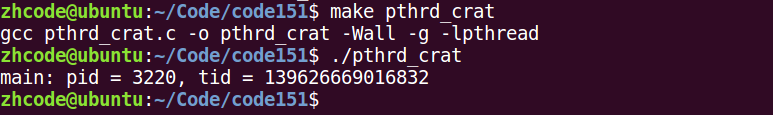 zhcode@ubuntu:~/Code/code151$ make pthrd_crat
gcc pthrd_crat.c -o pthrd_crat -Wall -g -lpthread
zhcode@ubuntu:~/Code/code151$ ./pthrd_crat
main: pid = 3220, tid = 139626669016832
zhcode@ubuntu:~/Code/code151$